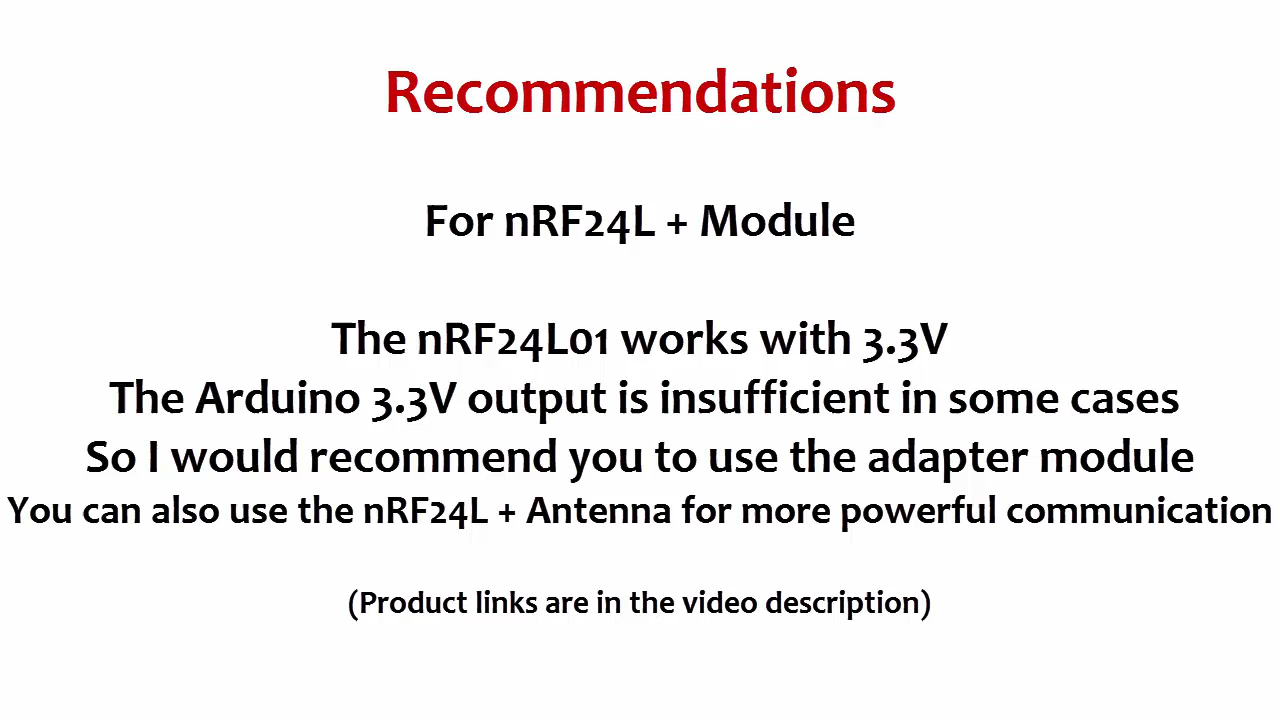 Recommendations
For nRF24L + Module
The nRF24L01 works with 3.3V
The Arduino 3.3V output is insufficient in some cases
So I would recommend you to use the adapter module
You can also use the nRF24L + Antenna for more powerful communication
(Product links are in the video description)